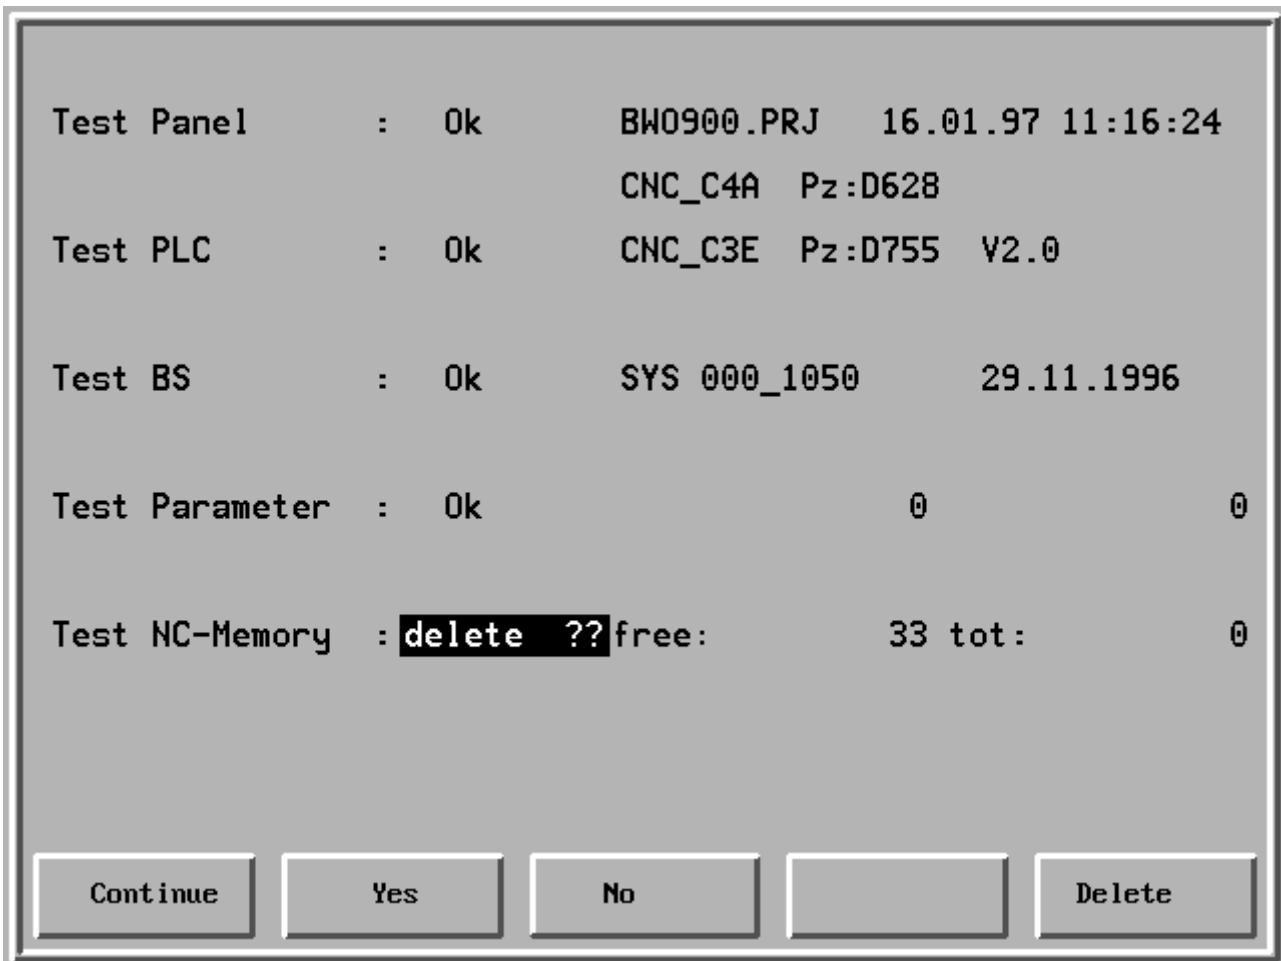 Test Panel : Ok BWO900.PRJ 16.01.97 11:16:24
CNC_C4A Pz:D628
Test PLC : Ok CNC_C3E Pz:D755 V2.0
Test BS : Ok SYS 000_1050 29.11.1996
Test Parameter : Ok 0 0
Test NC-Memory : delete ?? free: 33 tot: 0
Continue Yes No Delete